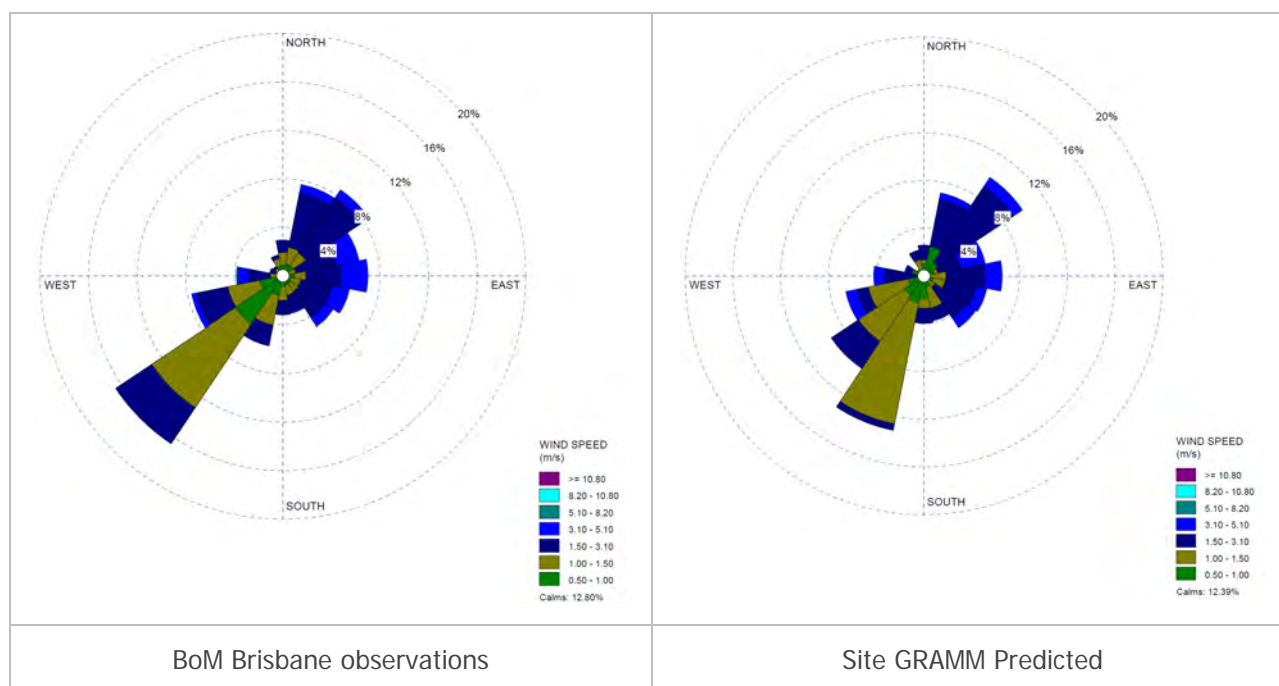 NORTH
20%
16%
12%
8%
4%
WEST
EAST
WIND SPEED
(m/s)
>= 10.80
8.20 - 10.80
5.10 - 8.20
3.10 - 5.10
1.50 - 3.10
1.00 - 1.50
0.50 - 1.00
Calms: 12.80%
SOUTH
BoM Brisbane observations
NORTH
20%
16%
12%
8%
4%
WEST
EAST
WIND SPEED
(m/s)
>= 10.80
8.20 - 10.80
5.10 - 8.20
3.10 - 5.10
1.50 - 3.10
1.00 - 1.50
0.50 - 1.00
Calms: 12.39%
SOUTH
Site GRAMM Predicted